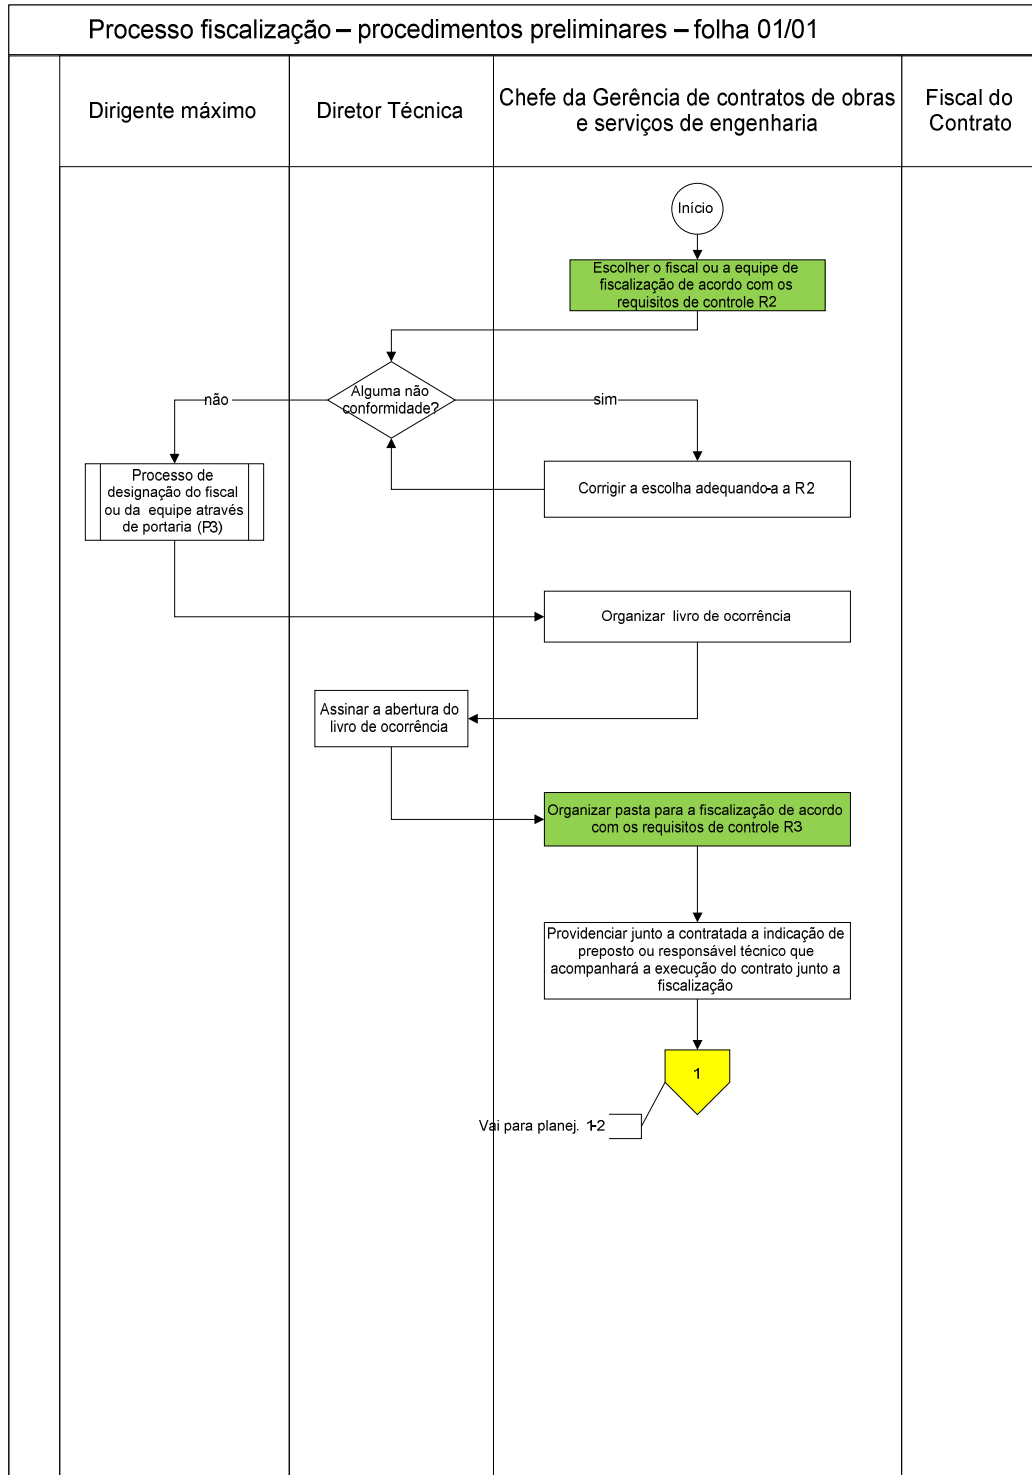 Processo fiscalização – procedimentos preliminares – folha 01/01
Dirigente máximo
Diretor Técnica
Chefe da Gerência de contratos de obras
e serviços de engenharia
Fiscal do
Contrato
Início
Escolher o fiscal ou a equipe de
fiscalização de acordo com os
requisitos de controle R2
Alguma não
conformidade?
não
sim
Processo de
designação do fiscal
ou da equipe através
de portaria (P3)
Corrigir a escolha adequando-a a R2
Organizar livro de ocorrência
Assinar a abertura do
livro de ocorrência
Organizar pasta para a fiscalização de acordo
com os requisitos de controle R3
Providenciar junto a contratada a indicação de
preposto ou responsável técnico que
acompanhará a execução do contrato junto a
fiscalização
1
Vai para planej. 1-2